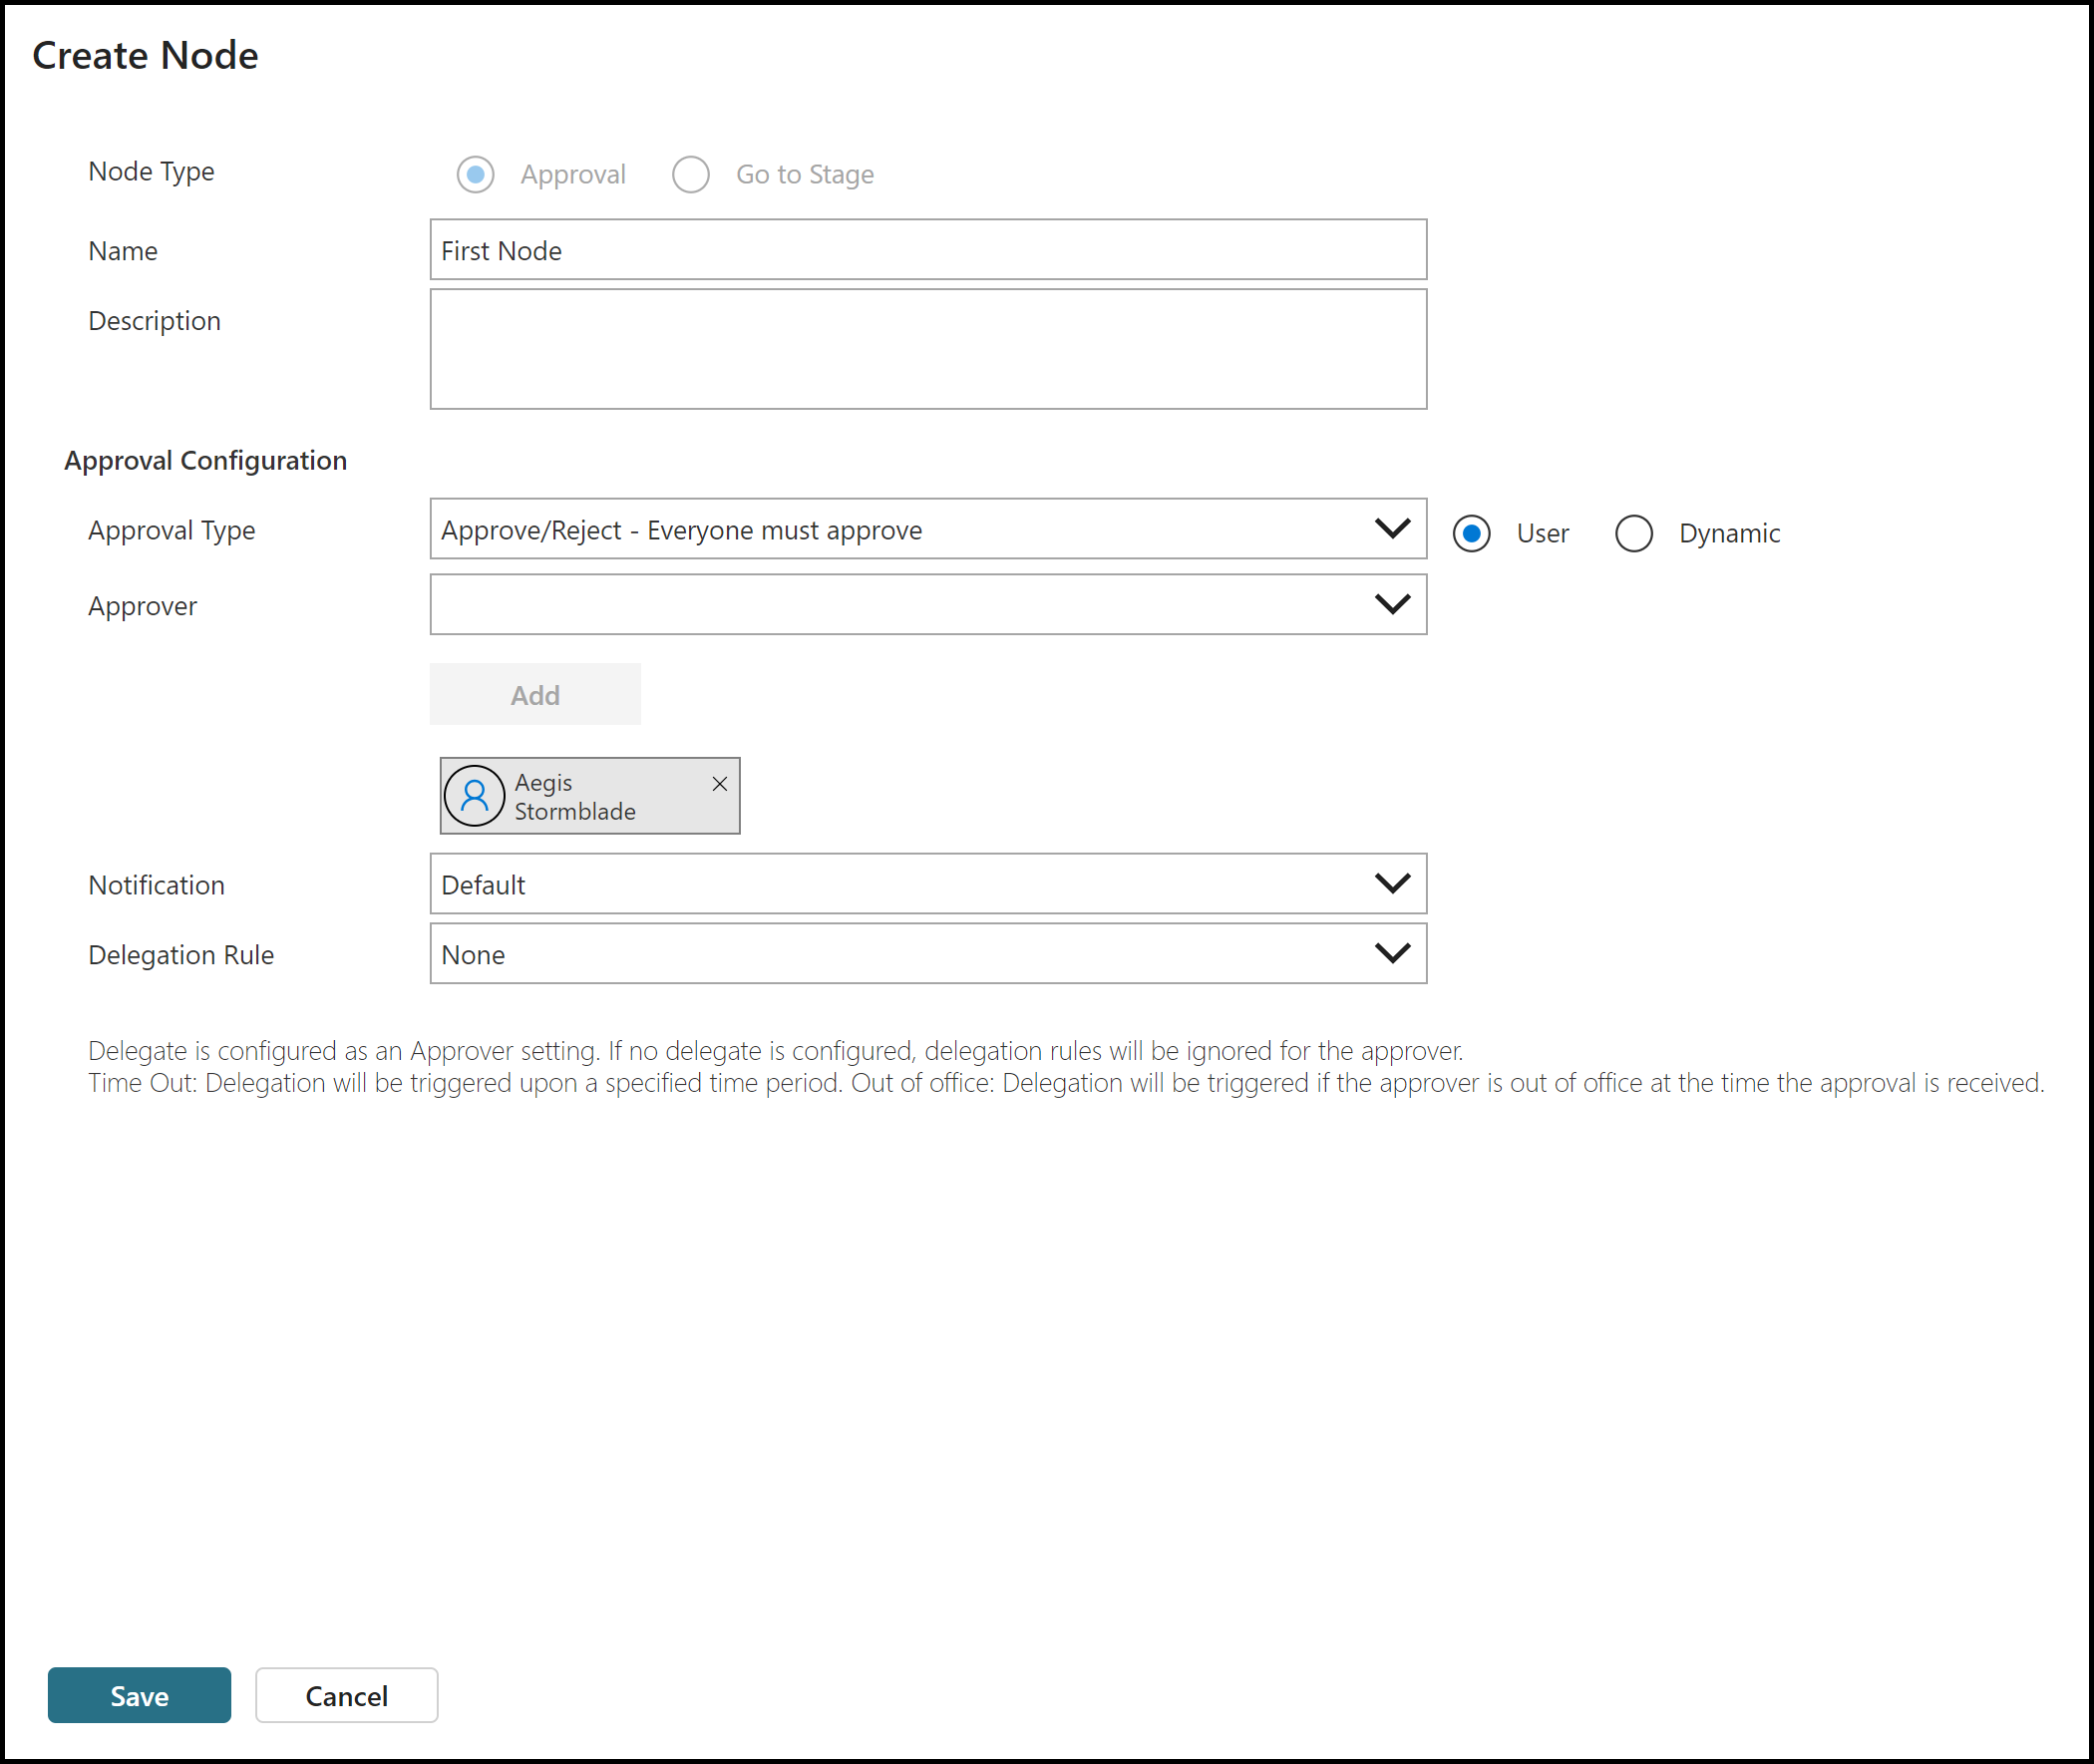 Create Node
Node Type
Approval
Go to Stage
Name
First Node
Description
Approval Configuration
Approval Type
Approve/Reject - Everyone must approve
User
Dynamic
Approver
Add
Aegis
Stormblade
Notification
Default
Delegation Rule
None
Delegate is configured as an Approver setting. If no delegate is configured, delegation rules will be ignored for the approver.
Time Out: Delegation will be triggered upon a specified time period. Out of office: Delegation will be triggered if the approver is out of office at the time the approval is received.
Save
Cancel